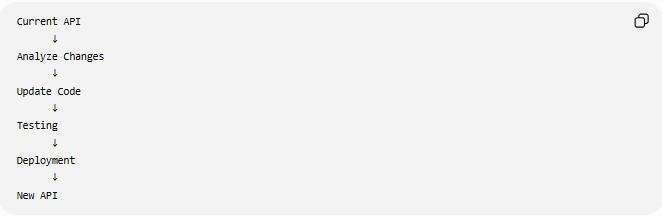 Current API
↓
Analyze Changes
↓
Update Code
↓
Testing
↓
Deployment
↓
New API